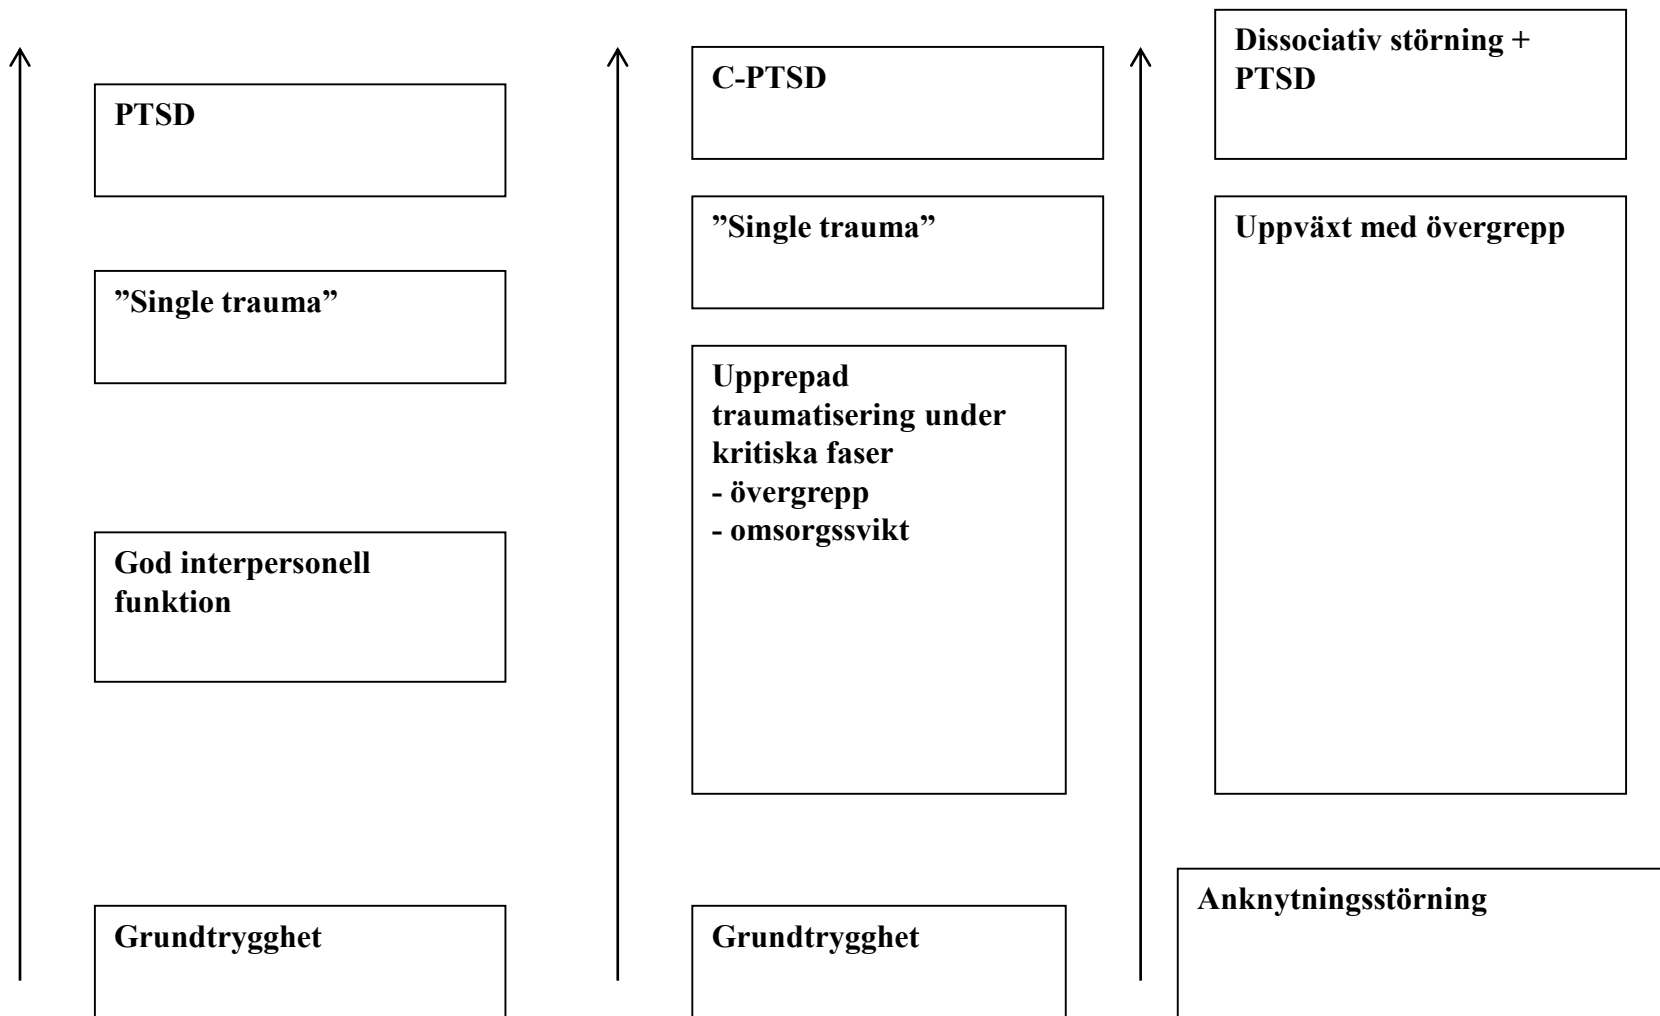 PTSD
”Single trauma”
God interpersonell
funktion
Grundtrygghet
C-PTSD
”Single trauma”
Upprepad
traumatisering under
kritiska faser
- övergrepp
- omsorgssvikt
Grundtrygghet
Dissociativ störning +
PTSD
Uppväxt med övergrepp
Anknytningsstörning